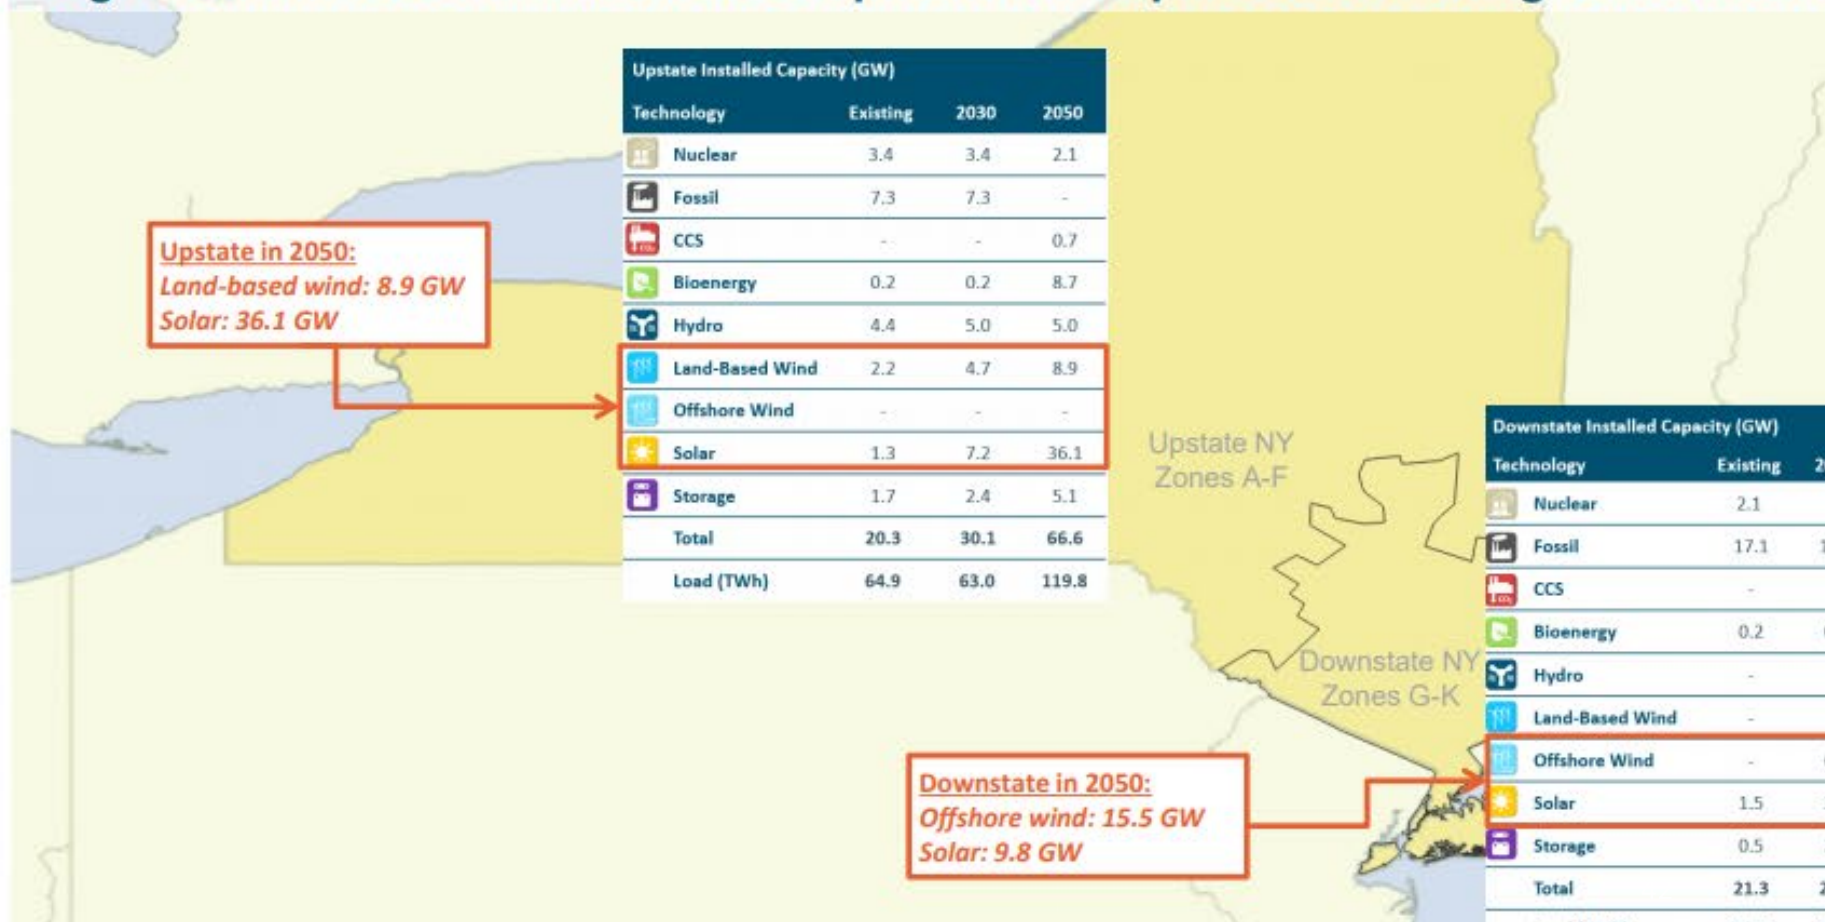 Upstate Installed Capacity (GW)
Technology Existing 2030 2050
Nuclear 3.4 3.4 2.1
Fossil 7.3 7.3 -
CCS - - 0.7
Bioenergy 0.2 0.2 8.7
Hydro 4.4 5.0 5.0
Land-Based Wind 2.2 4.7 8.9
Offshore Wind - - -
Solar 1.3 7.2 36.1
Storage 1.7 2.4 5.1
Total 20.3 30.1 66.6
Load (TWh) 64.9 63.0 119.8
Upstate in 2050:
Land-based wind: 8.9 GW
Solar: 36.1 GW
Upstate NY
Zones A-F
Downstate NY
Zones G-K
Downstate in 2050:
Offshore wind: 15.5 GW
Solar: 9.8 GW
Downstate Installed Capacity (GW)
Technology Existing
Nuclear 2.1
Fossil 17.1
CCS -
Bioenergy 0.2
Hydro -
Land-Based Wind -
Offshore Wind -
Solar 1.5
Storage 0.5
Total 21.3